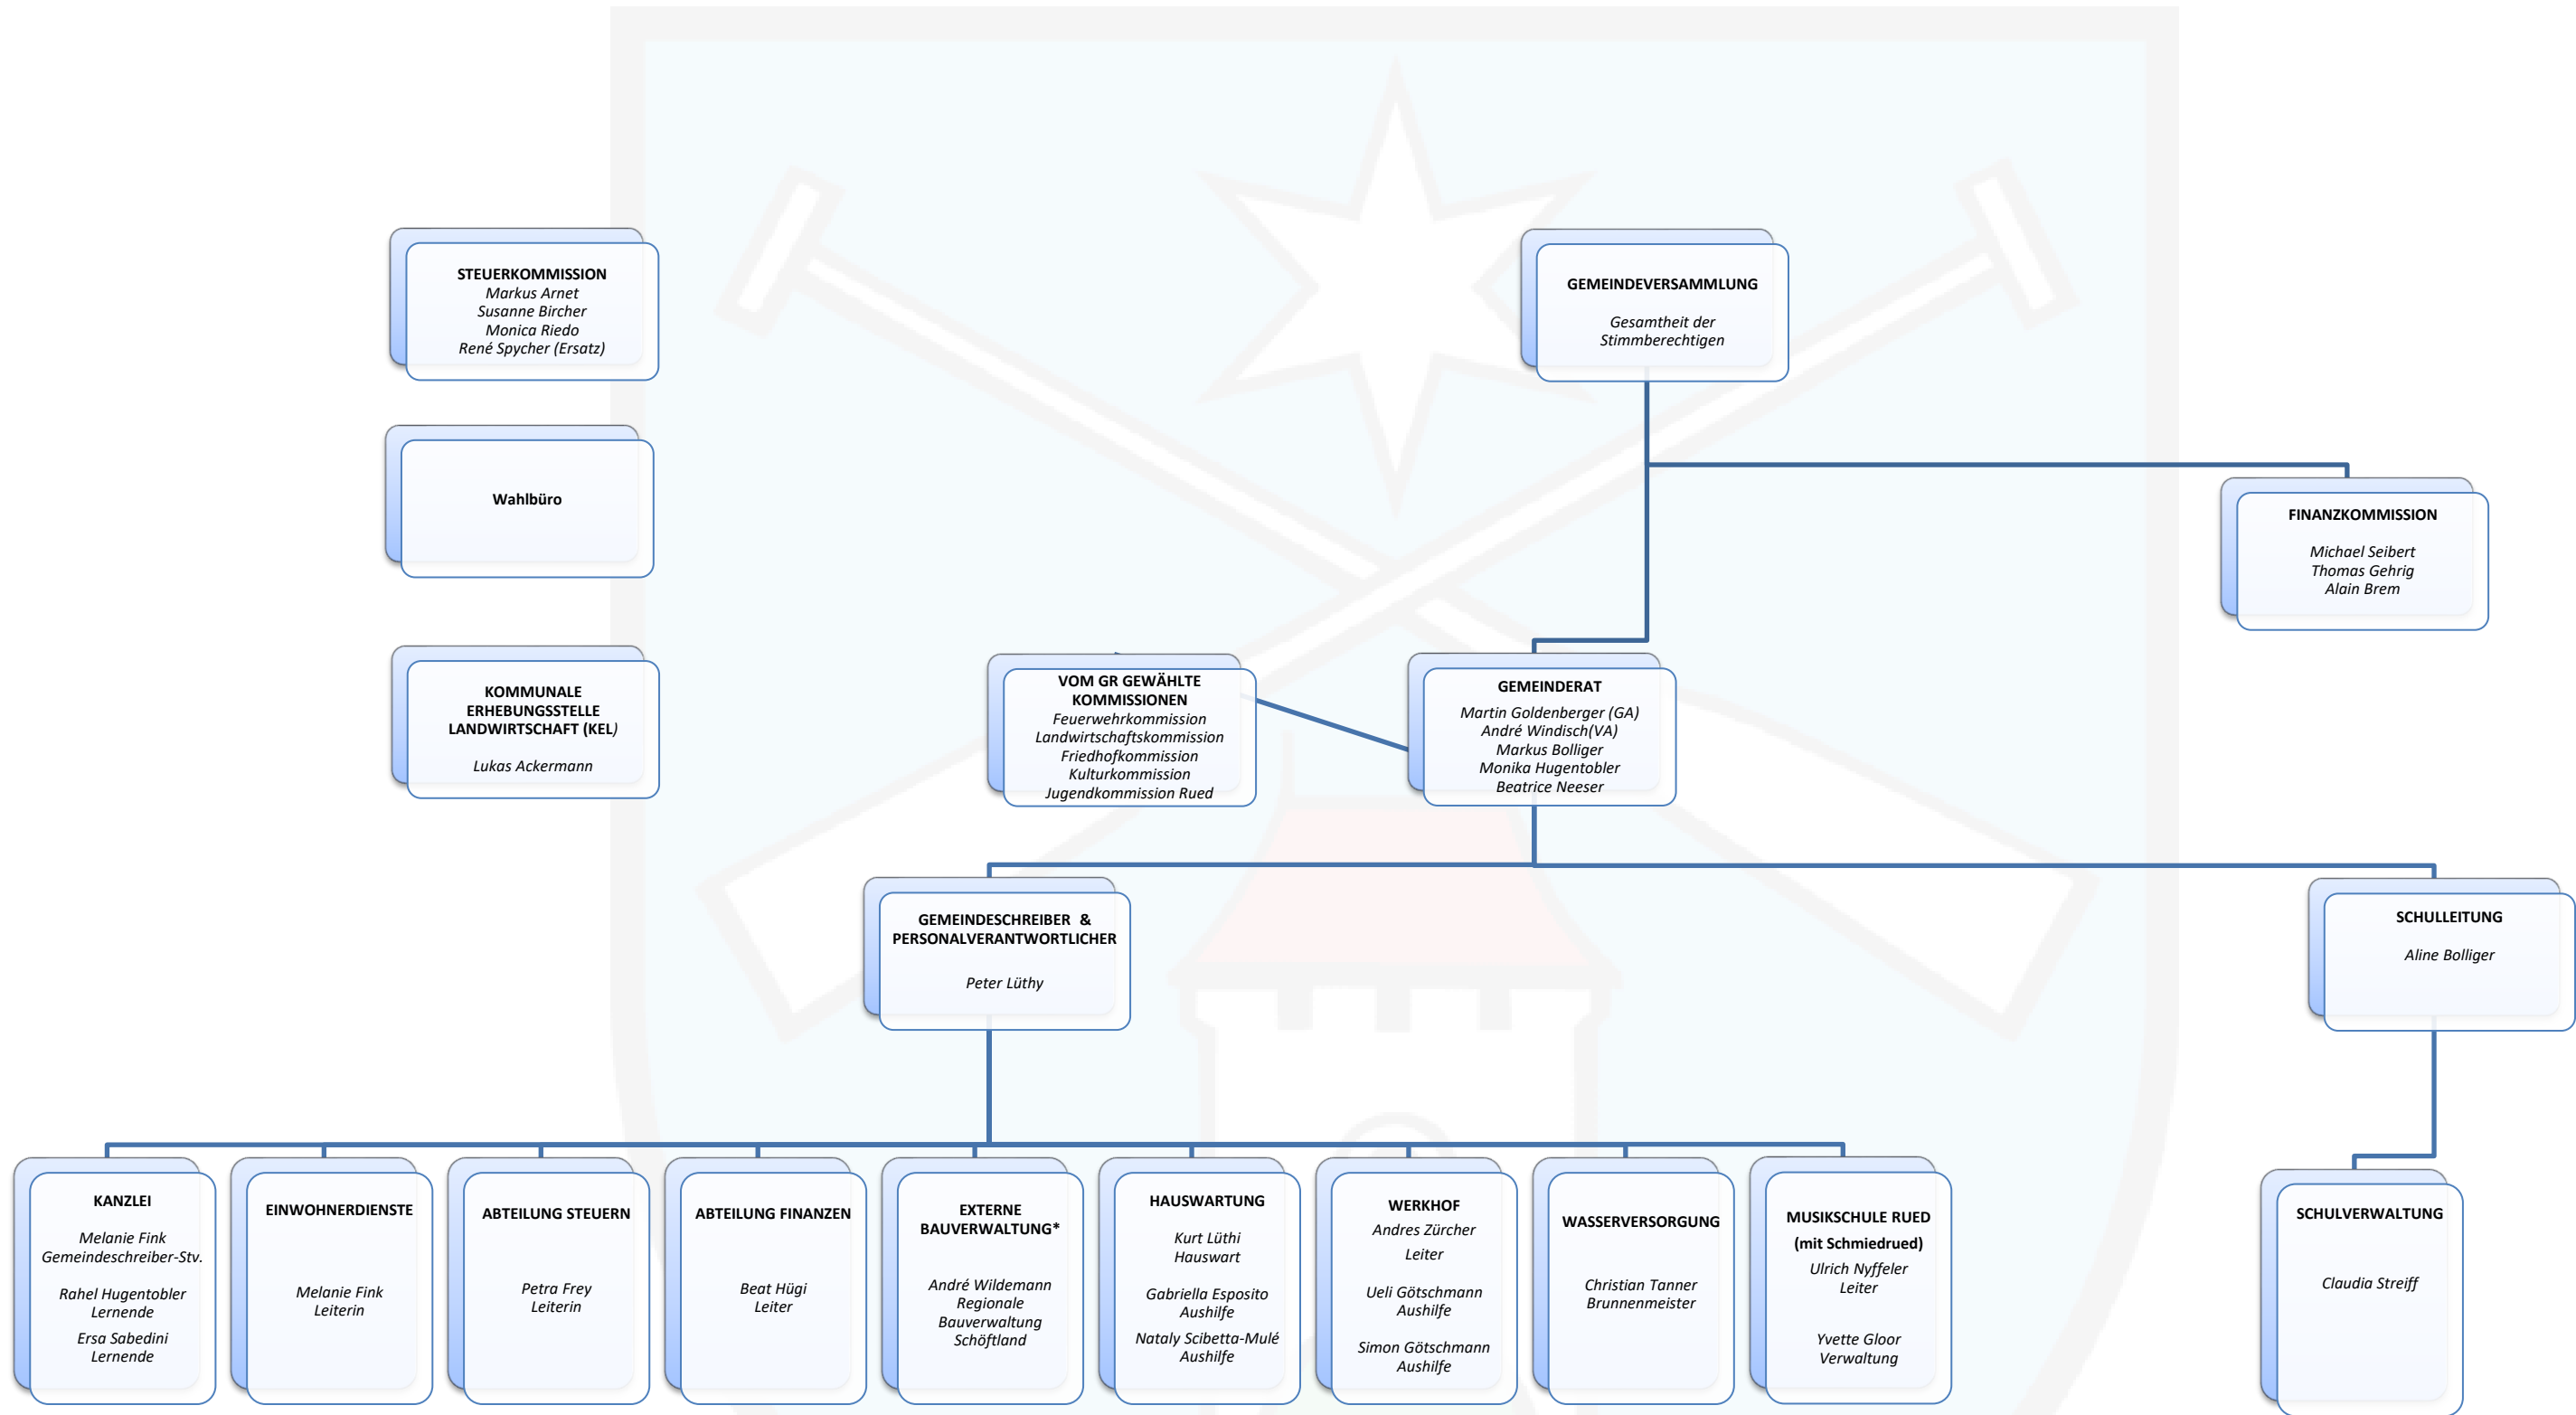 STEUERKOMMISSION
Markus Arnet
Susanne Bircher
Monica Riedo
René Spycher (Ersatz)
GEMEINDEVERSAMMLUNG
Gesamtheit der
Stimmberechtigen
Wahlbüro
FINANZKOMMISSION
Michael Seibert
Thomas Gehrig
Alain Brem
KOMMUNALE
ERHEBUNGSSTELLE
LANDWIRTSCHAFT (KEL)
Lukas Ackermann
VOM GR GEWÄHLTE
KOMMISSIONEN
Feuerwehrkommission
Landwirtschaftskommission
Friedhofkommission
Kulturkommission
Jugendkommission Rued
GEMEINDERAT
Martin Goldenberger (GA)
André Windisch(VA)
Markus Bolliger
Monika Hugentobler
Beatrice Neeser
GEMEINDESCHREIBER &
PERSONALVERANTWORTLICHER
Peter Lüthy
SCHULLEITUNG
Aline Bolliger
KANZLEI
Melanie Fink
Gemeindeschreiber-Stv.
Rahel Hugentobler
Lernende
Ersa Sabedini
Lernende
EINWOHNERDIENSTE
Melanie Fink
Leiterin
ABTEILUNG STEUERN
Petra Frey
Leiterin
ABTEILUNG FINANZEN
Beat Hügi
Leiter
EXTERNE
BAUVERWALTUNG*
André Wildemann
Regionale
Bauverwaltung
Schöftland
HAUSWARTUNG
Kurt Lüthi
Hauswart
Gabriella Esposito
Aushilfe
Nataly Scibetta-Mulé
Aushilfe
WERKHOF
Andres Zürcher
Leiter
Ueli Götschmann
Aushilfe
Simon Götschmann
Aushilfe
WASSERVERSORGUNG
Christian Tanner
Brunnenmeister
MUSIKSCHULE RUED
(mit Schmiedrued)
Ulrich Nyffeler
Leiter
Yvette Gloor
Verwaltung
SCHULVERWALTUNG
Claudia Streiff